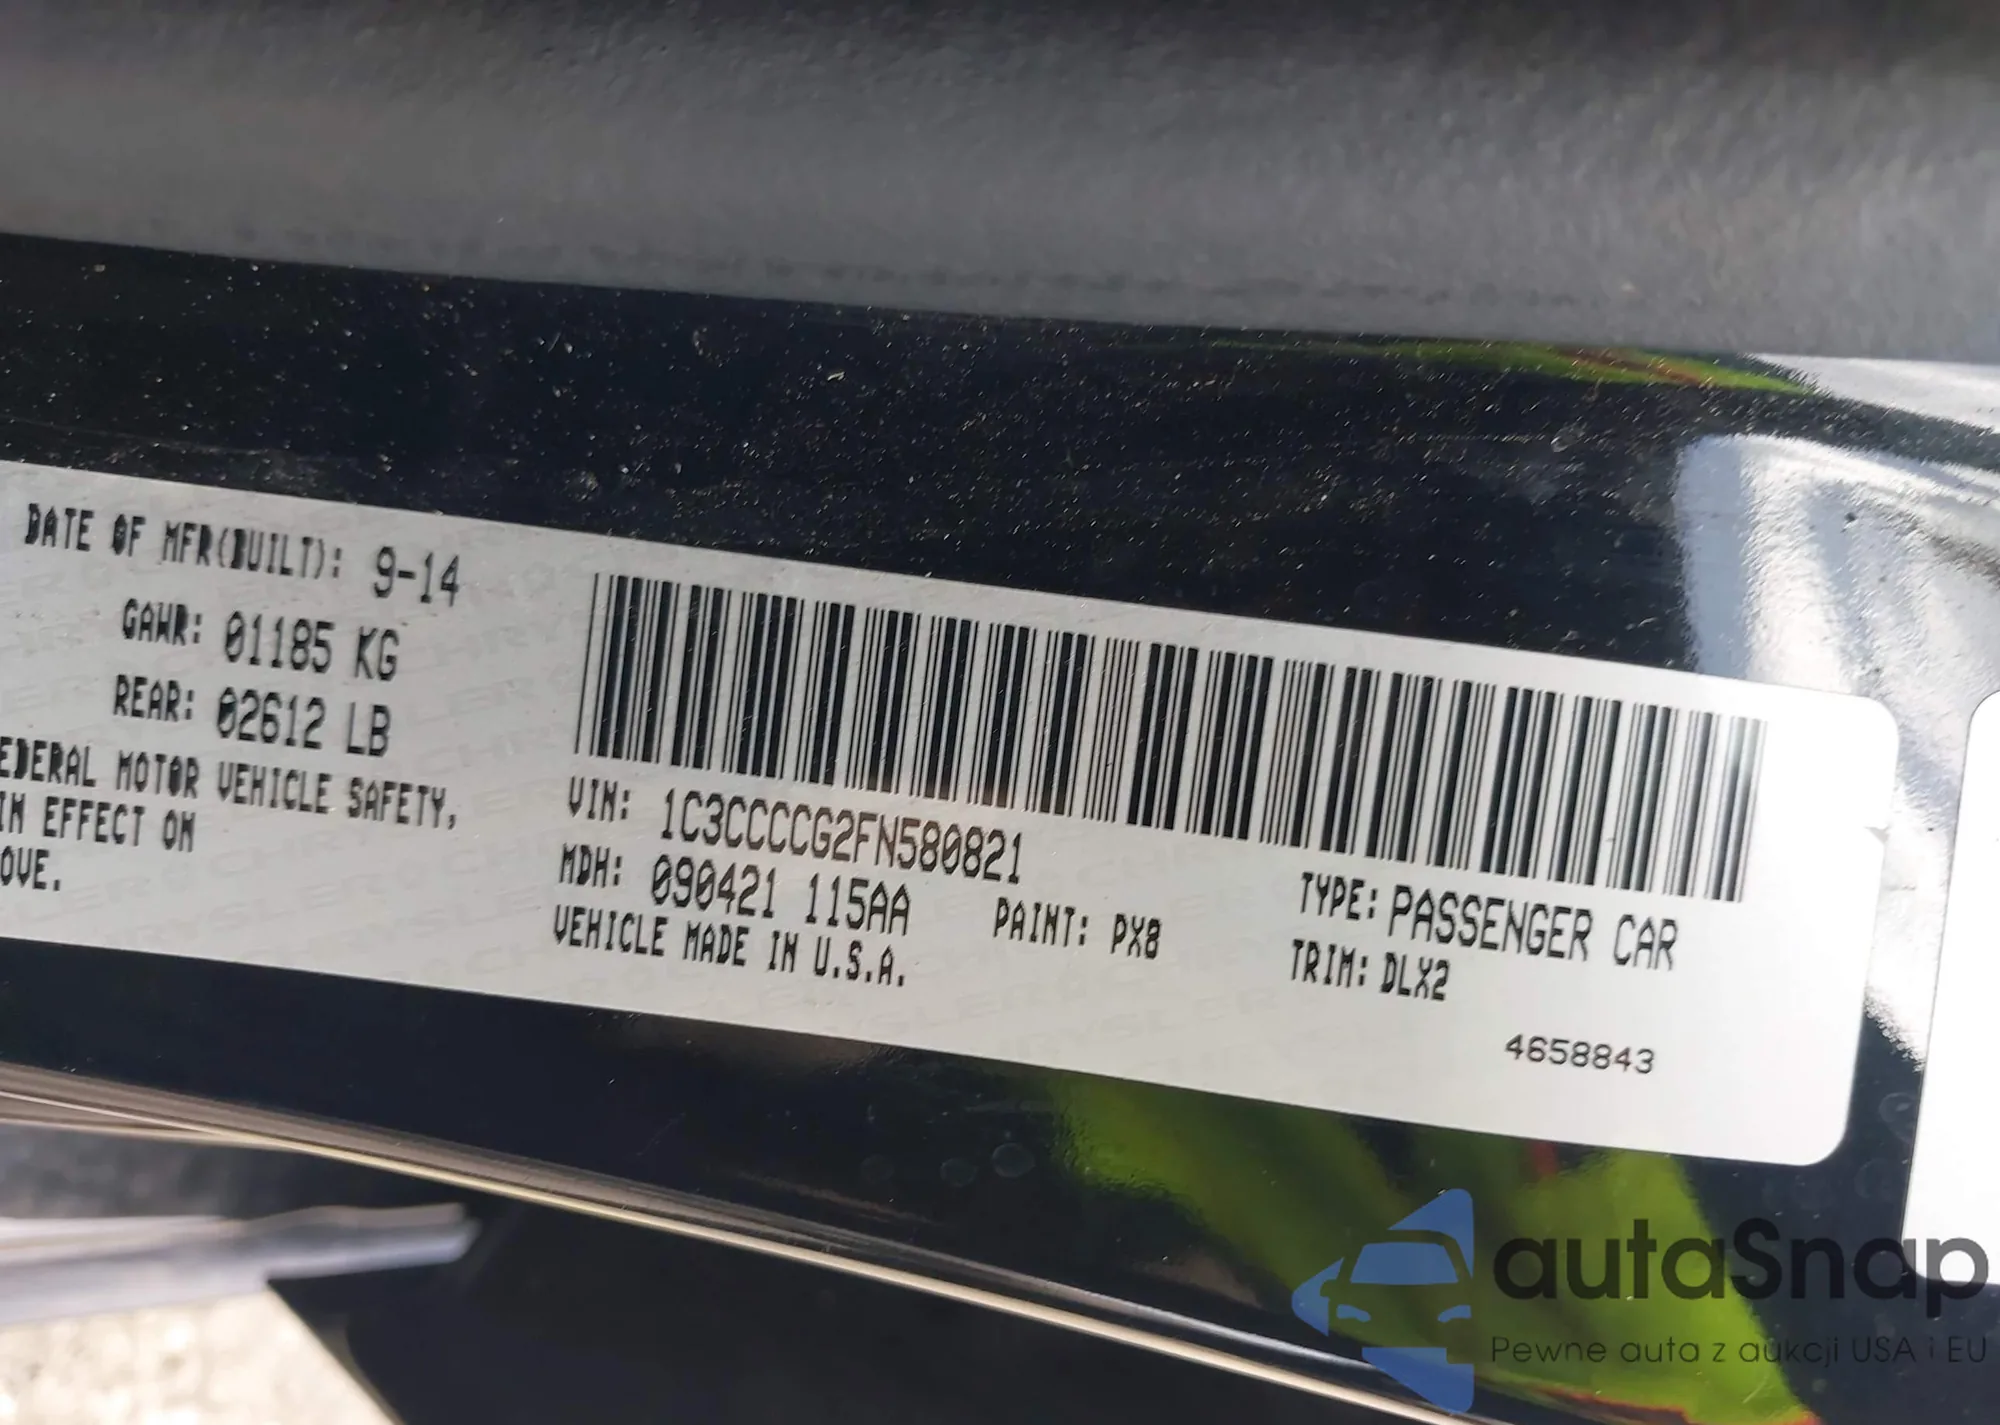 DATE OF MFR(BUILT): 9-14
GAWR: 01185 KG
REAR: 02612 LB
EDERAL MOTOR VEHICLE SAFETY,
IN EFFECT ON
OVE.
VIN: 1C3CCCCG2FN580821
MDH: 090421 115AA
PAINT: PX8
VEHICLE MADE IN U.S.A.
TYPE: PASSENGER CAR
TRIM: DLX2
4658843
autaSnap
Pewne auta z aukcji USA i EU